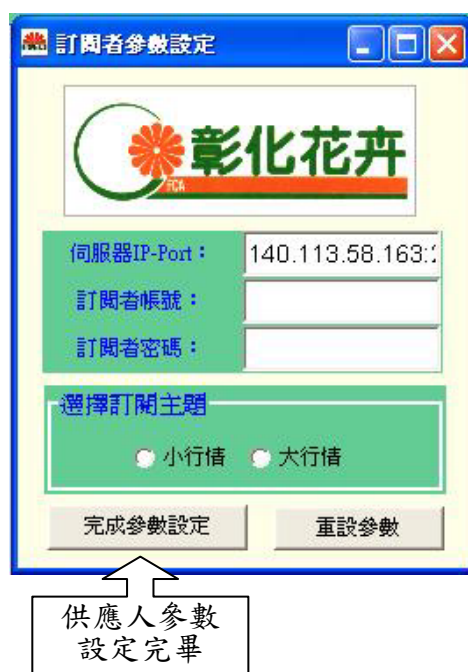 訂閱者參數設定
彰化花卉
FCA
伺服器IP-Port：
140.113.58.163:
訂閱者帳號：
訂閱者密碼：
選擇訂閱主題
小行情 大行情
完成參數設定 重設參數
供應人參數
設定完畢